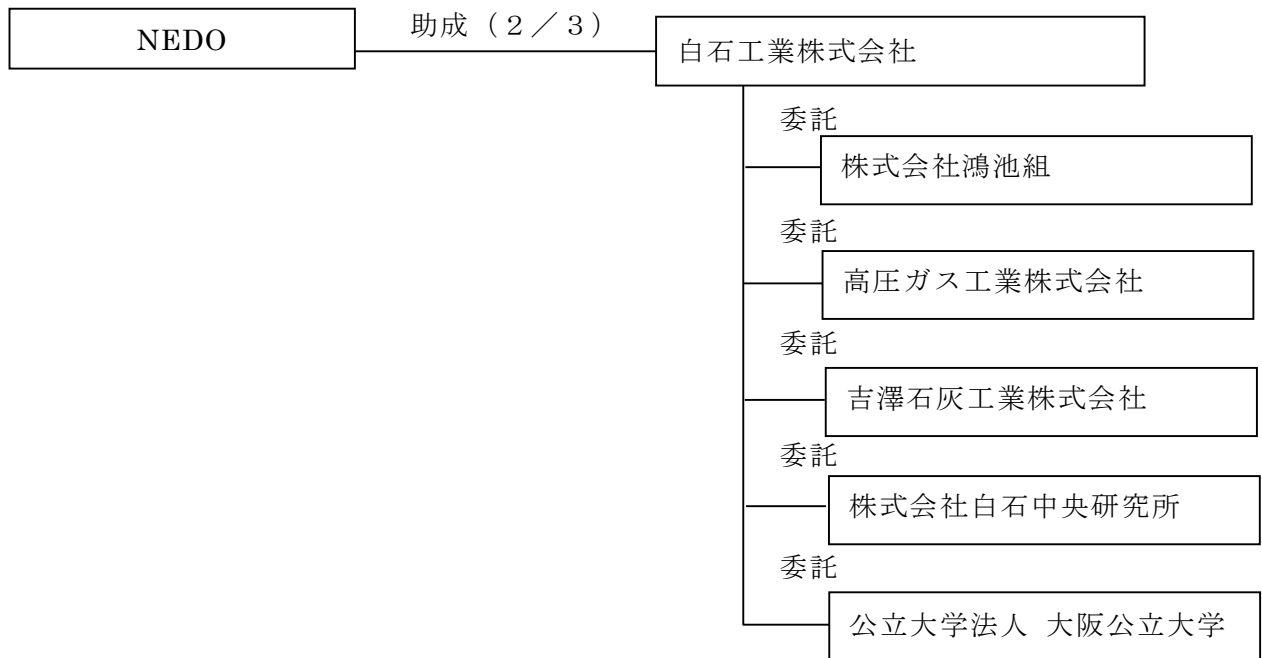 NEDO
助成（２／３）
白石工業株式会社
委託
株式会社鴻池組
委託
高圧ガス工業株式会社
委託
吉澤石灰工業株式会社
委託
株式会社白石中央研究所
委託
公立大学法人 大阪公立大学